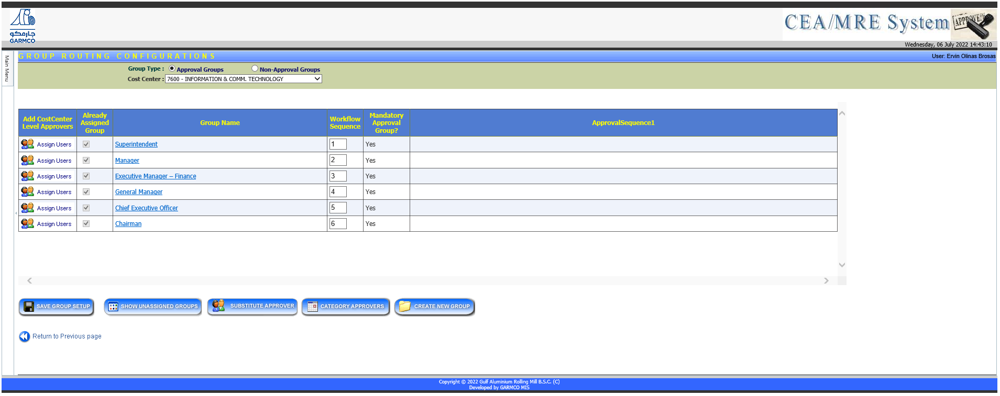 جارمكو
GARMCO
CEA/MRE System
APPROVED
Wednesday, 06 July 2022 14:43:10
Main Menu
GROUP ROUTING CONFIGURATIONS
User: Ervin Olinas Brosas
Group Type : Approval Groups Non-Approval Groups
Cost Center : 7600 - INFORMATION & COMM. TECHNOLOGY
Add CostCenter Level Approvers Already Assigned Group Group Name Workflow Sequence Mandatory Approval Group? ApprovalSequence1
Assign Users Superintendent 1 Yes
Assign Users Manager 2 Yes
Assign Users Executive Manager – Finance 3 Yes
Assign Users General Manager 4 Yes
Assign Users Chief Executive Officer 5 Yes
Assign Users Chairman 6 Yes
SAVE GROUP SETUP SHOW UNASSIGNED GROUPS SUBSTITUTE APPROVER CATEGORY APPROVERS CREATE NEW GROUP
Return to Previous page
Copyright © 2022 Gulf Aluminium Rolling Mill B.S.C. (C)
Developed by GARMCO MIS